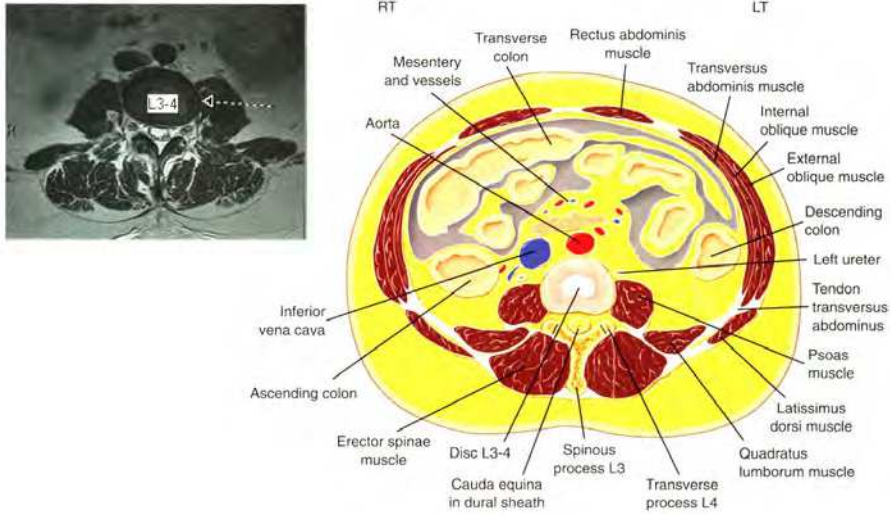 RT
LT
L3-4
Transverse
colon
Rectus abdominis
muscle
Mesentery
and vessels
Transversus
abdominis muscle
Aorta
Internal
oblique muscle
External
oblique muscle
Descending
colon
Left ureter
Tendon
transversus
abdominus
Inferior
vena cava
Psoas
muscle
Ascending colon
Latissimus
dorsi muscle
Erector spinae
muscle
Disc L3-4
Spinous
process L3
Quadratus
lumborum muscle
Cauda equina
in dural sheath
Transverse
process L4